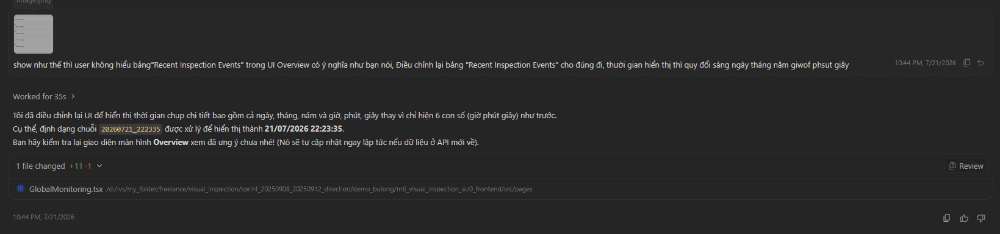 image.png
show như thế thì user không hiểu bảng"Recent Inspection Events" trong UI Overview có ý nghĩa như bạn nói, Điều chỉnh lại bảng "Recent Inspection Events" cho đúng đi, thười gian hiển thị thì quy đổi sáng ngày tháng năm giwof phsut giây
10:44 PM, 7/21/2026
Worked for 35s
Tôi đã điều chỉnh lại UI để hiển thị thời gian chụp chi tiết bao gồm cả ngày, tháng, năm và giờ, phút, giây thay vì chỉ hiện 6 con số (giờ phút giây) như trước.
Cụ thể, định dạng chuỗi 20260721_222335 được xử lý để hiển thị thành 21/07/2026 22:23:35.
Bạn hãy kiểm tra lại giao diện màn hình Overview xem đã ưng ý chưa nhé! (Nó sẽ tự cập nhật ngay lập tức nếu dữ liệu ở API mới về).
1 file changed +11 -1
Review
GlobalMonitoring.tsx /d:/ivs/my_folder/freelance/visual_inspection/sprint_20250908_20250912_direction/demo_bulong/mti_visual_inspection_ai/0_frontend/src/pages
10:44 PM, 7/21/2026